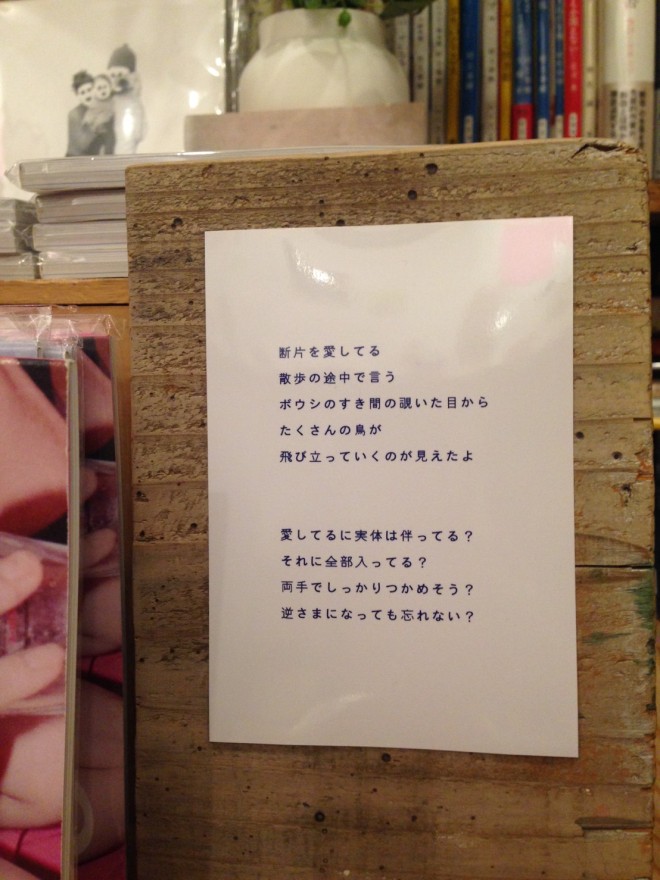 断片を愛してる
散歩の途中で言う
ボウシのすき間の覗いた目から
たくさんの鳥が
飛び立っていくのが見えたよ
愛してるに実体は伴ってる？
それに全部入ってる？
両手でしっかりつかめそう？
逆さまになっても忘れない？